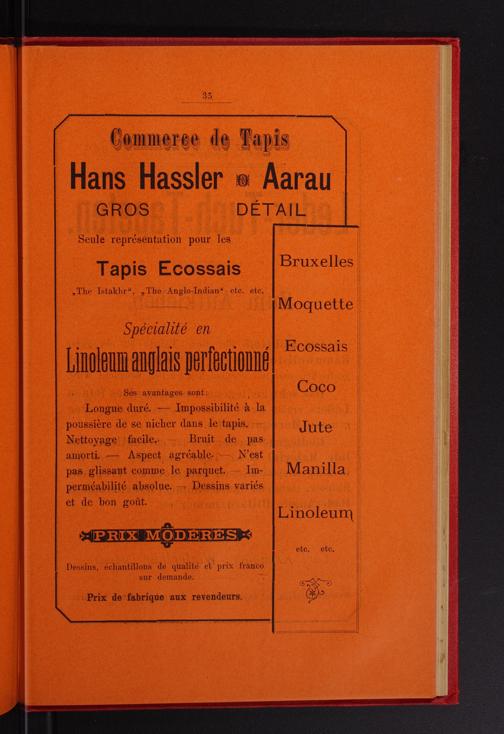 35
Commerce de Tapis
Hans Hassler Aarau
GROS DÉTAIL
Seule représentation pour les
Tapis Ecossais
„The Istakhr“, „The Anglo-Indian“ etc. etc.
Spécialité en
Linoleum anglais perfectionné
Ses avantages sont:
Longue duré. — Impossibilité à la
poussière de se nicher dans le tapis.
Nettoyage facile. — Bruit de pas
amorti. — Aspect agréable. — N'est
pas glissant comme le parquet. — Im-
perméabilité absolue. — Dessins variés
et de bon goût.
PRIX MODÉRÉS
Dessins, échantillons de qualité et prix franco
sur demande.
Prix de fabrique aux revendeurs.
Bruxelles
Moquette
Ecossais
Coco
Jute
Manilla
Linoleum
etc. etc.